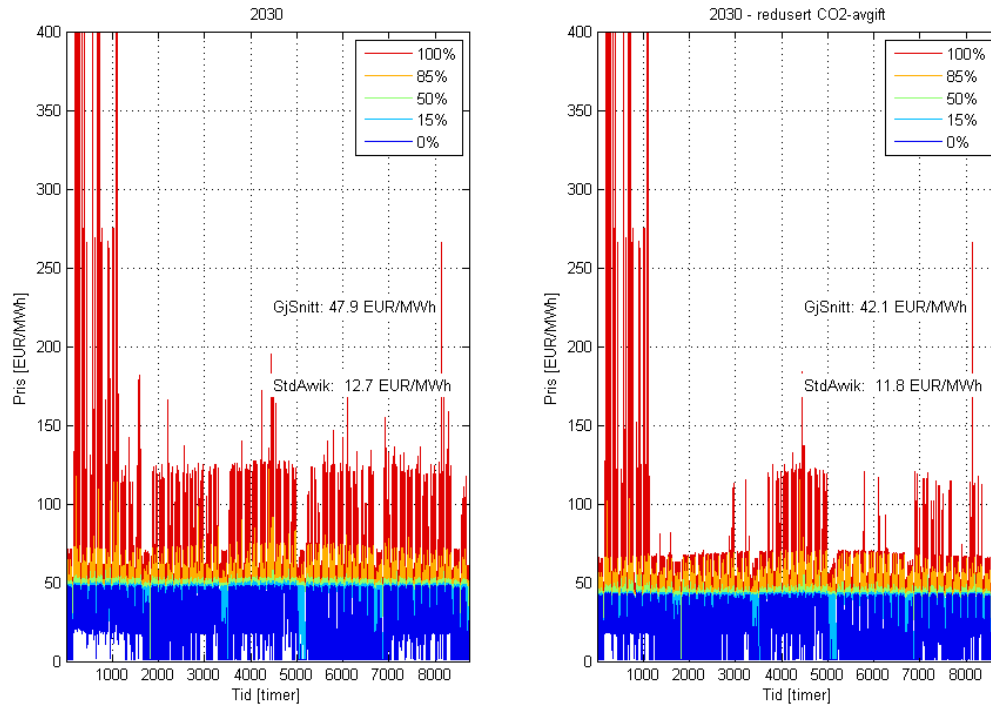 2030
400
350
300
250
200
150
100
50
0
Pris [EUR/MWh]
100%
85%
50%
15%
0%
GjSnitt: 47.9 EUR/MWh
StdAwik: 12.7 EUR/MWh
1000 2000 3000 4000 5000 6000 7000 8000
Tid [timer]
2030 - redusert CO2-avgift
400
350
300
250
200
150
100
50
0
Pris [EUR/MWh]
100%
85%
50%
15%
0%
GjSnitt: 42.1 EUR/MWh
StdAwik: 11.8 EUR/MWh
1000 2000 3000 4000 5000 6000 7000 8000
Tid [timer]